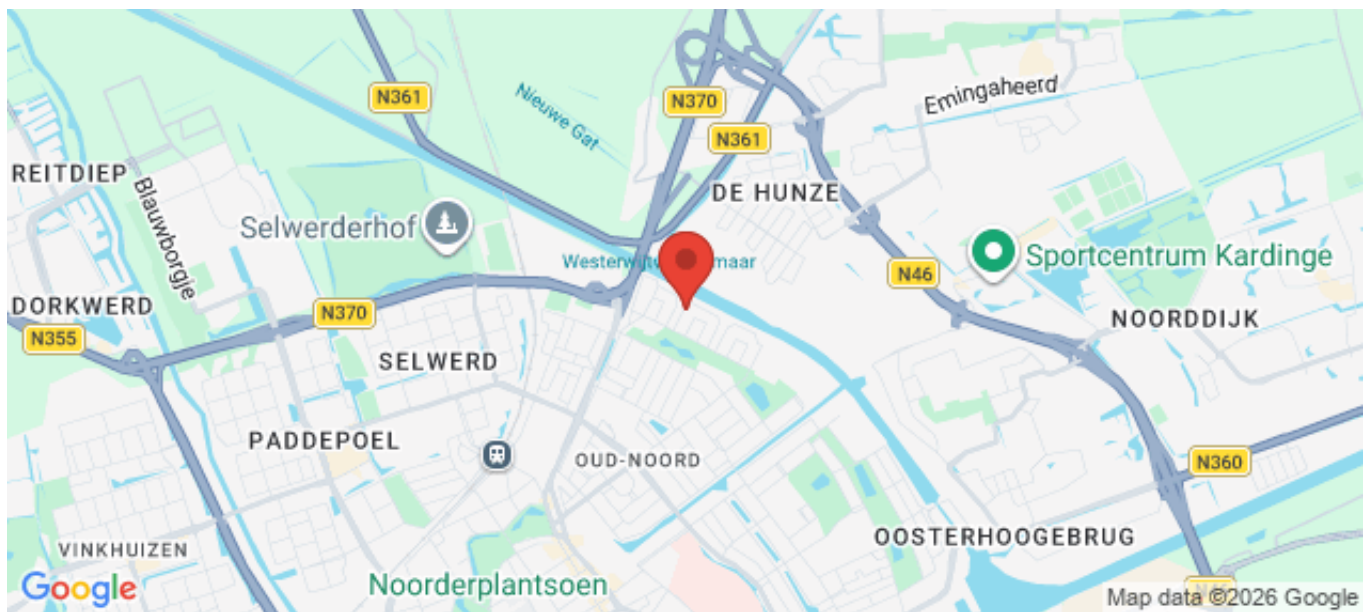 N361
N370
Emingaheerd
Nieuwe Gat
N361
REITDIEP
Blauwborgje
DE HUNZE
Selwerderhof
Sportcentrum Kardinge
N46
DORKWERD
N370
NOORDDIJK
N355
SELWERD
PADDEPOEL
OUD-NOORD
N360
OOSTERHOOGEBRUG
VINKHUIZEN
Noorderplantsoen
Google
Map data ©2026 Google